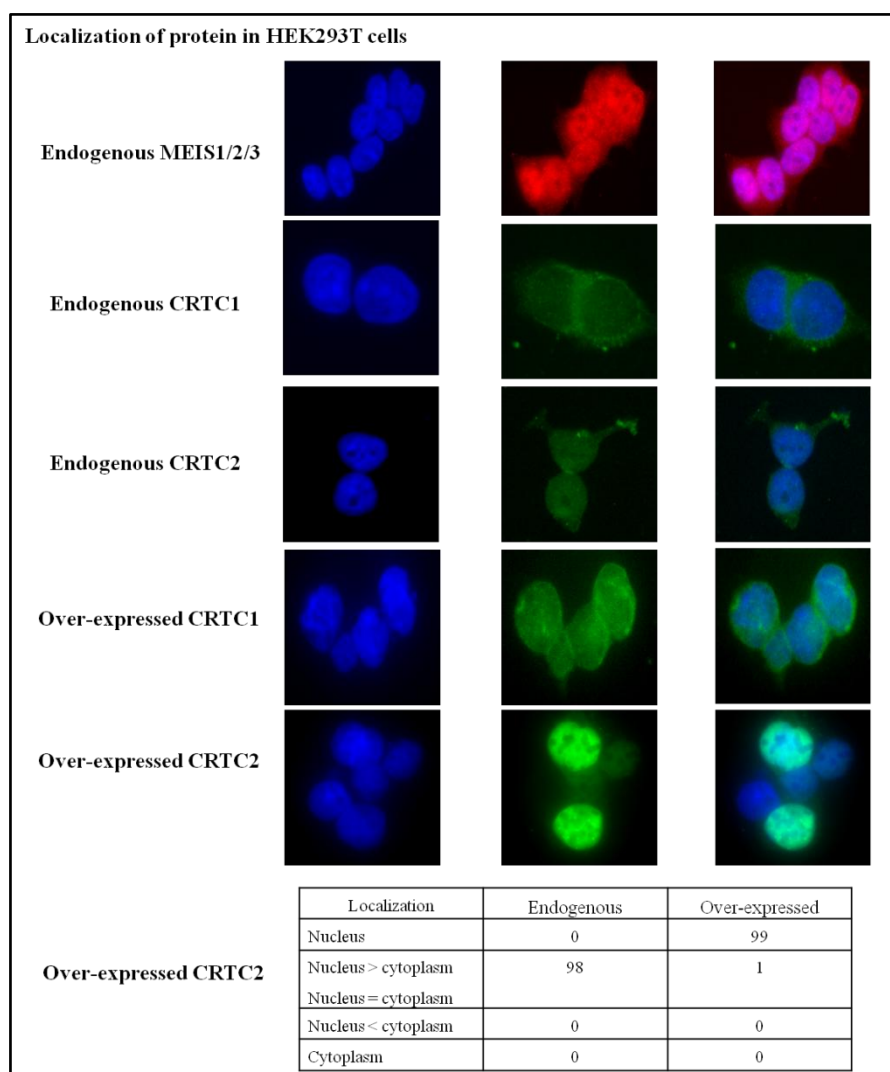 Localization of protein in HEK293T cells
Endogenous MEIS1/2/3
Endogenous CRTC1
Endogenous CRTC2
Over-expressed CRTC1
Over-expressed CRTC2
Over-expressed CRTC2
Localization Endogenous Over-expressed
Nucleus 0 99
Nucleus > cytoplasm 98 1
Nucleus = cytoplasm
Nucleus < cytoplasm 0 0
Cytoplasm 0 0